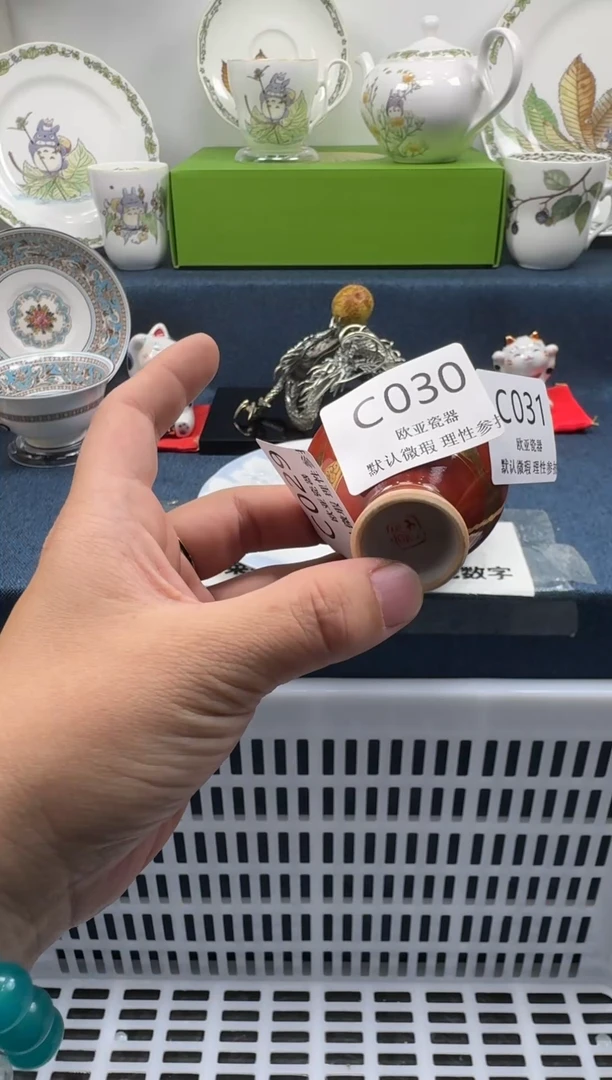 C030
欧亚瓷器
默认微瑕 理性参拍
C031
欧亚瓷器
默认微瑕 理性参
C029
数字